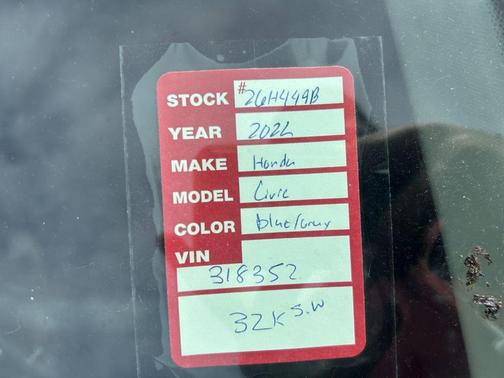 STOCK #26H449B
YEAR 2022
MAKE Honda
MODEL Civic
COLOR blue/Gray
VIN
318352
32K S.W